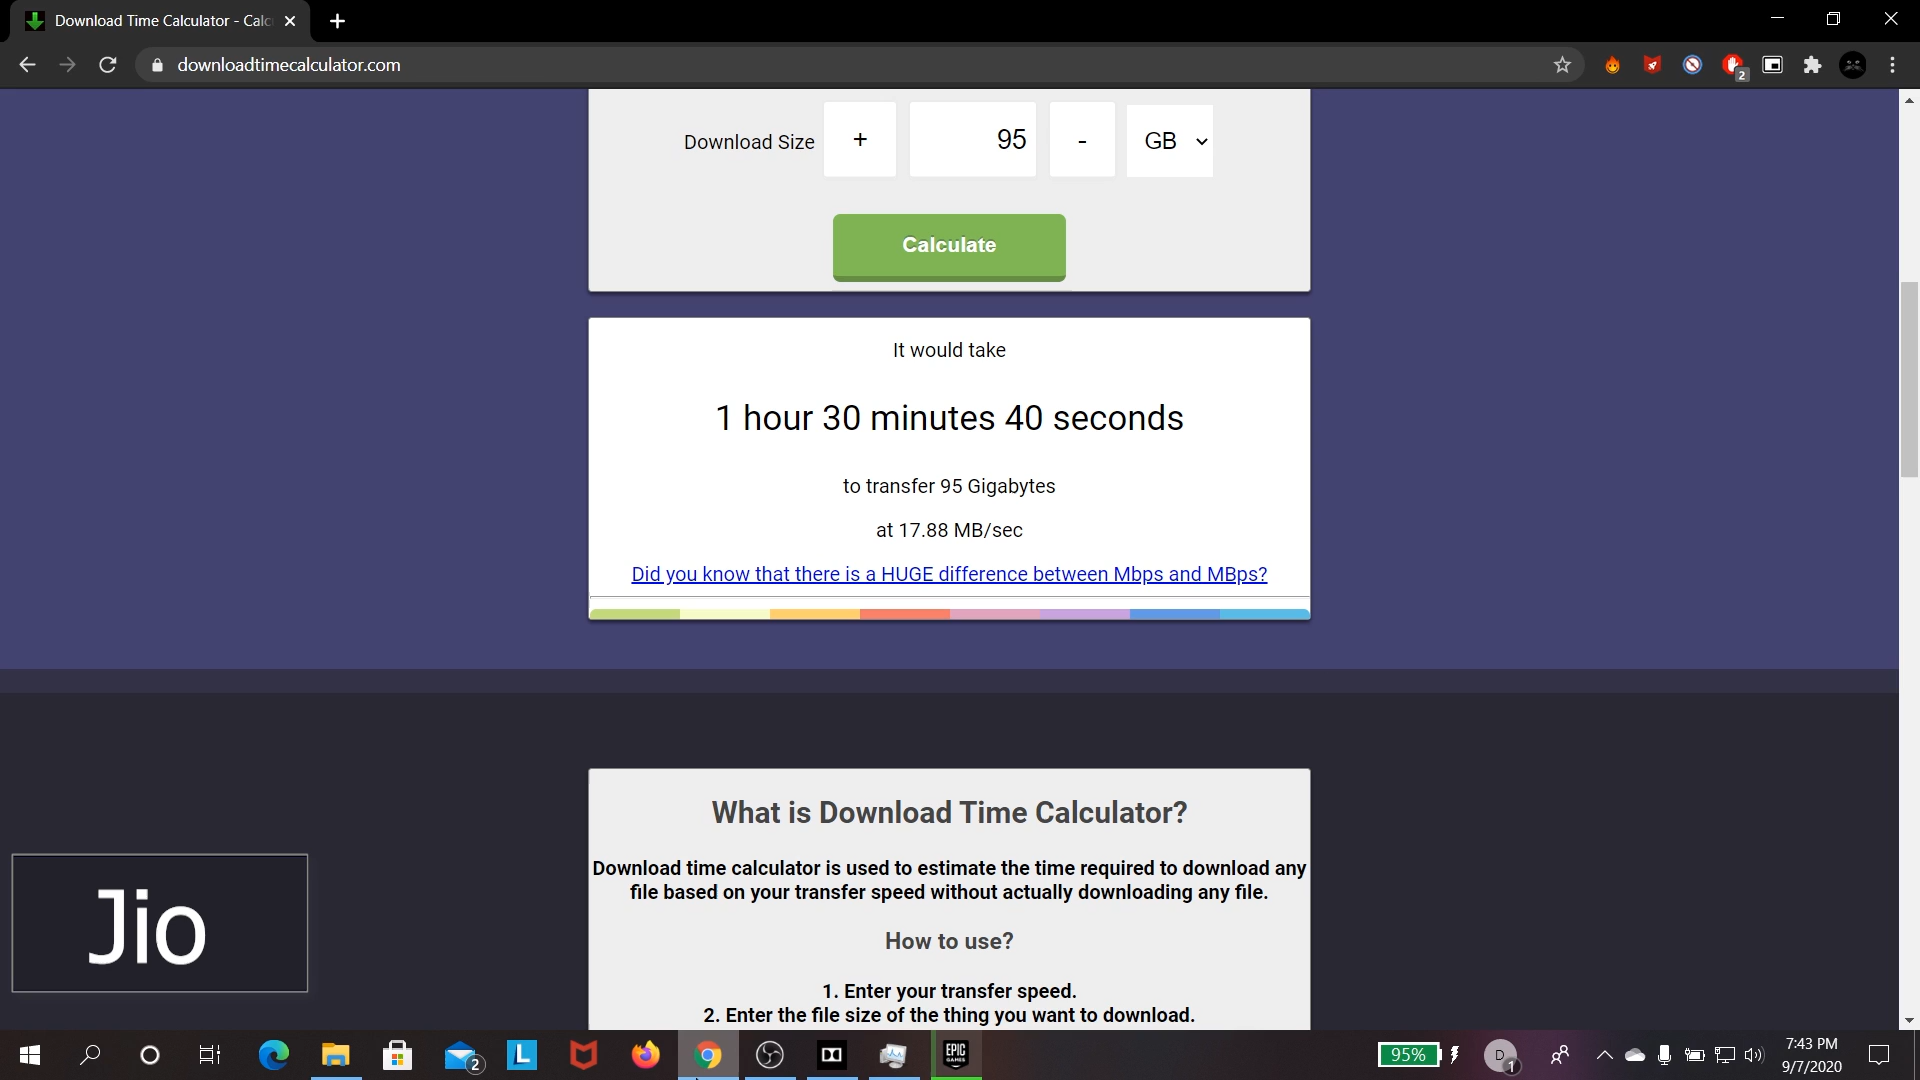 Download Time Calculator - Calc
downloadtimecalculator.com
2
Download Size + 95 - GB
Calculate
It would take
1 hour 30 minutes 40 seconds
to transfer 95 Gigabytes
at 17.88 MB/sec
Did you know that there is a HUGE difference between Mbps and MBps?
What is Download Time Calculator?
Download time calculator is used to estimate the time required to download any
file based on your transfer speed without actually downloading any file.
How to use?
1. Enter your transfer speed.
2. Enter the file size of the thing you want to download.
Jio
2
L
EPIC
GAMES
95%
D
1
7:43 PM
9/7/2020